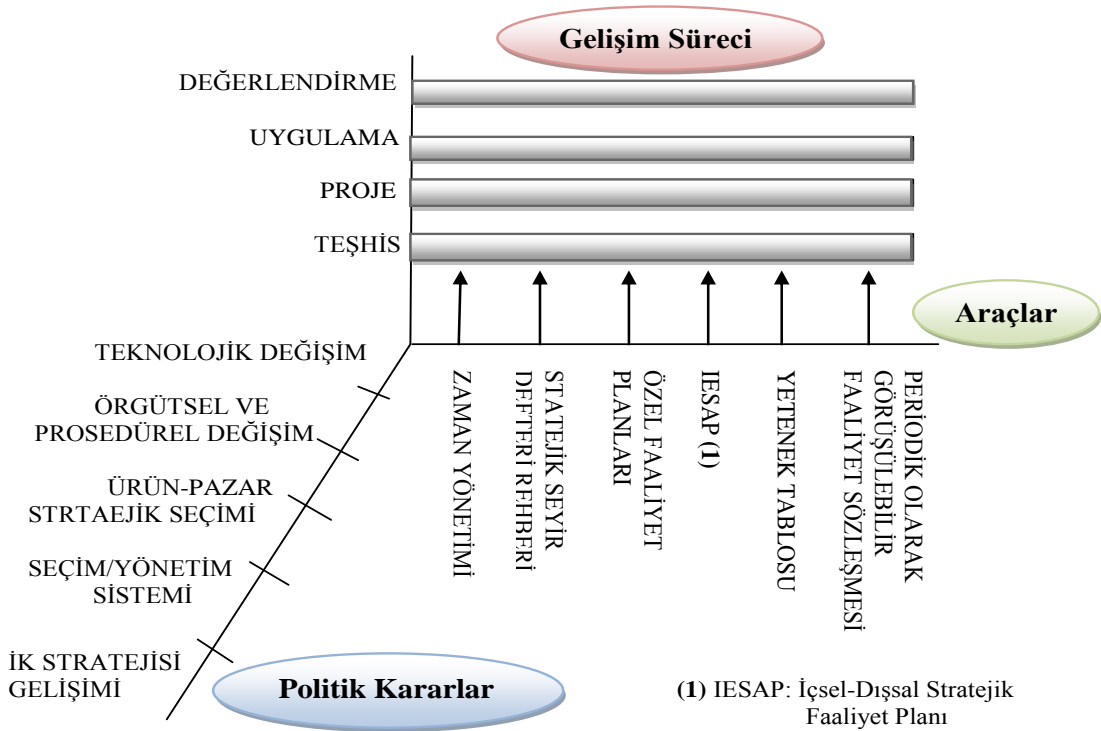 Gelişim Süreci
DEĞERLENDİRME
UYGULAMA
PROJE
TEŞHİS
Araçlar
TEKNOLOJİK DEĞİŞİM
ÖRGÜTSEL VE
PROSEDÜREL DEĞİŞİM
ÜRÜN-PAZAR
STRTAEJİK SEÇİMİ
SEÇİM/YÖNETİM
SİSTEMİ
İK STRATEJİSİ
GELİŞİMİ
ZAMAN YÖNETİMİ
STATEJİK SEYİR
DEFTERİ REHBERİ
ÖZEL FAALİYET
PLANLARI
IESAP (1)
YETENEK TABLOSU
PERİODİK OLARAK
GÖRÜŞÜLEBİLİR
FAALİYET SÖZLEŞMESİ
Politik Kararlar
(1) IESAP: İçsel-Dışsal Stratejik
Faaliyet Planı